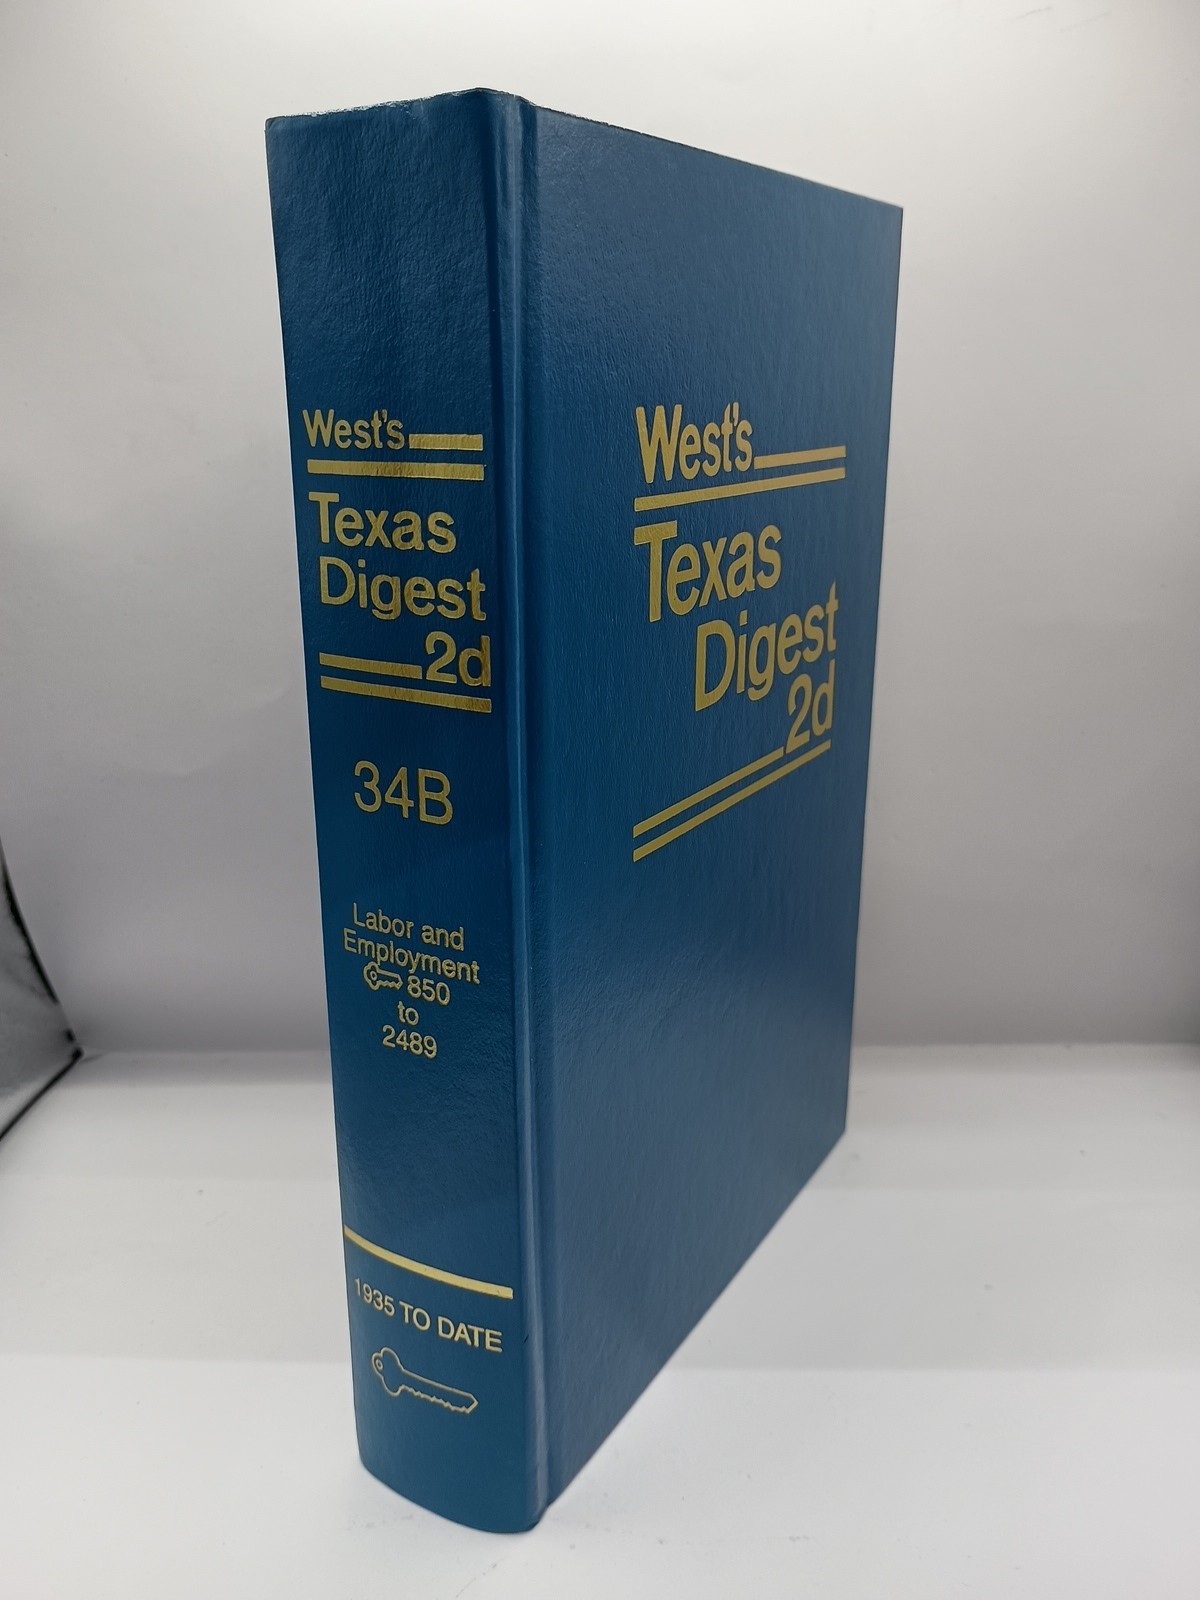 West's
Texas
Digest
2d
34B
Labor and
Employment
850
to
2489
1935 TO DATE
West's
Texas
Digest
2d